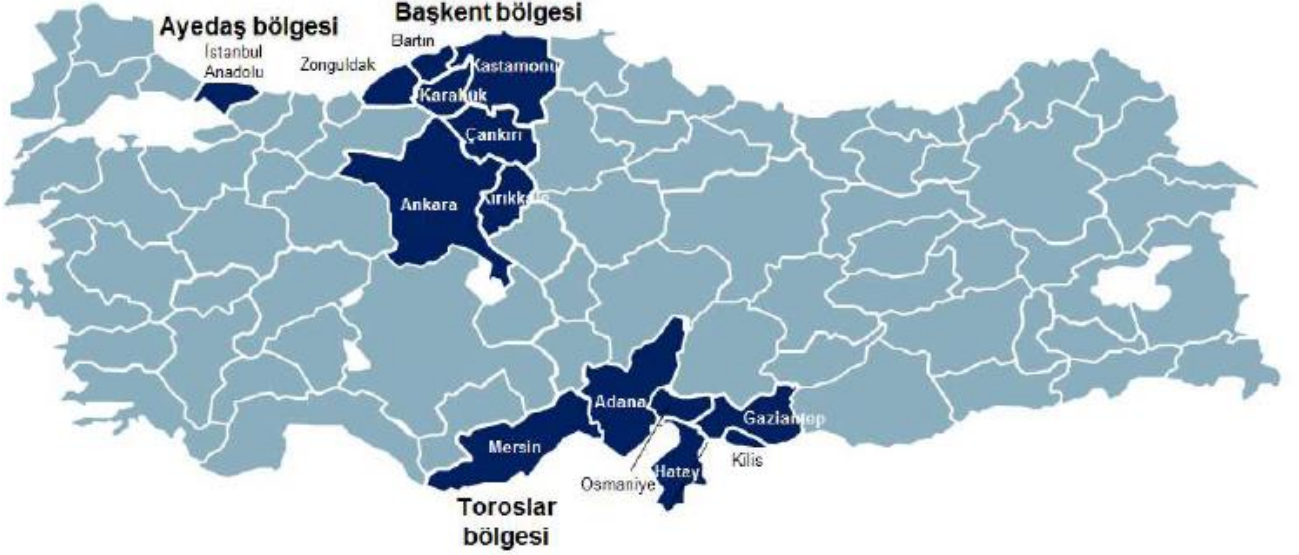 Başkent bölgesi
Ayedaş bölgesi
Bartın
İstanbul
Anadolu
Zonguldak
Kastamonu
Karabük
Çankırı
Ankara
Kırıkkale
Adana
Gaziantep
Mersin
Kilis
Hatay
Osmaniye
Toroslar
bölgesi